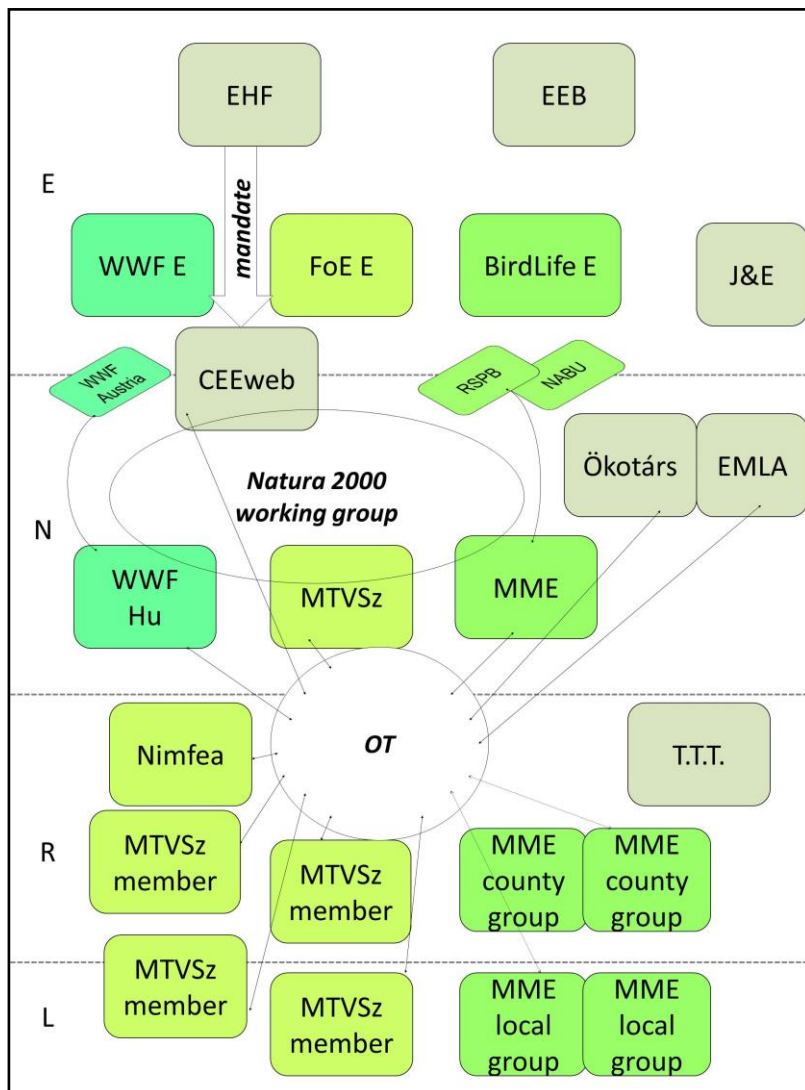 EHF
EEB
E
mandate
WWF E
FoE E
BirdLife E
J&E
WWF
Austria
CEEweb
RSPB
NABU
Ökotárs
EMLA
Natura 2000
working group
N
WWF
Hu
MTVSz
MME
OT
Nimfea
T.T.T.
R
MTVSz
member
MTVSz
member
MME
county
group
MME
county
group
L
MTVSz
member
MTVSz
member
MME
local
group
MME
local
group